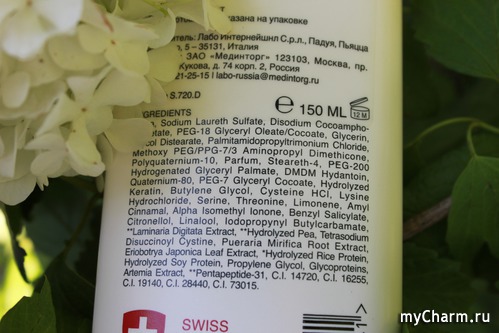 казана на упаковке
Лабо Интернейшнл С.р.л., Падуя, Пьяцца
5 – 35131, Италия
ЗАО «Мединторг» 123103, Москва, пр.
Жукова, д. 74 корп. 2, Россия
21-25-15 | labo-russia@medintorg.ru
S.720.D
e 150 ML 12 M
INGREDIENTS
Sodium Laureth Sulfate, Disodium Cocoampho-
PEG-18 Glyceryl Oleate/Cocoate, Glycerin,
col Distearate, Palmitamidopropyltrimonium Chloride,
Methoxy PEG/PPG-7/3 Aminopropyl Dimethicone,
Polyquaternium-10, Parfum, Steareth-4, PEG-200
Hydrogenated Glyceryl Palmate, DMDM Hydantoin,
Quaternium-80, PEG-7 Glyceryl Cocoate, Hydrolyzed
Keratin, Butylene Glycol, Cysteine HCl, Lysine
Hydrochloride, Serine, Threonine, Limonene, Amyl
Cinnamal, Alpha Isomethyl Ionone, Benzyl Salicylate,
Citronellol, Linalool, Iodopropynyl Butylcarbamate,
**Laminaria Digitata Extract, **Hydrolyzed Pea, Tetrasodium
Disuccinoyl Cystine, Pueraria Mirifica Root Extract,
Eriobotrya Japonica Leaf Extract, *Hydrolyzed Rice Protein,
Hydrolyzed Soy Protein, Propylene Glycol, Glycoproteins,
Artemia Extract, **Pentapeptide-31, C.I. 14720, C.I. 16255,
C.I. 19140, C.I. 28440, C.I. 73015.
SWISS
myCharm.ru